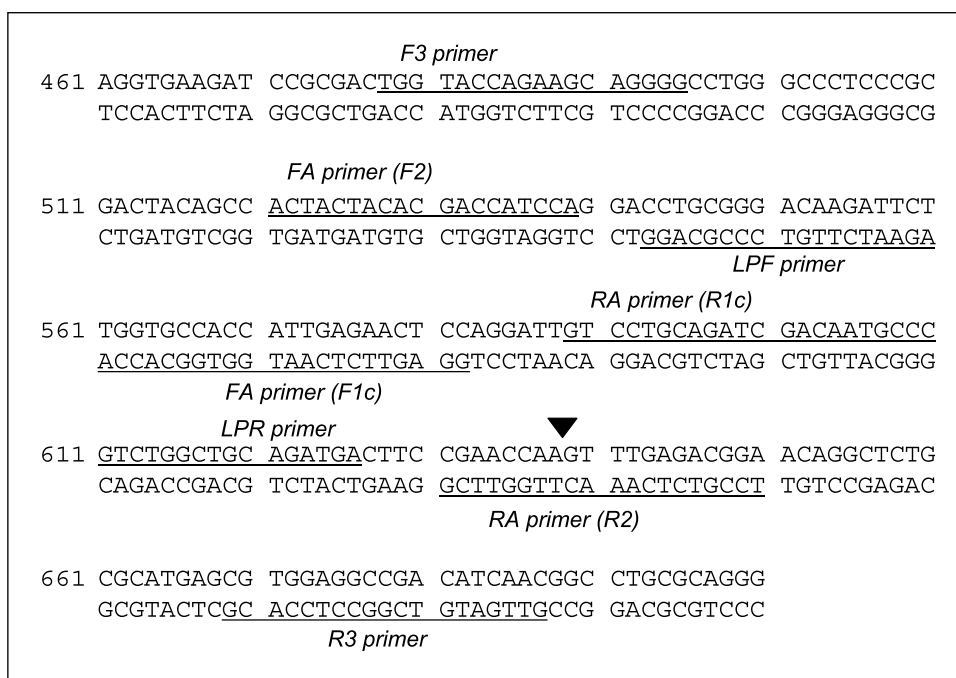 F3 primer
461 AGGTGAAGAT CCGCGACTGG TACCAGAAGC AGGGGCCTGG GCCCTCCCGC
TCCACTTCTA GGCGCTGACC ATGGTCTTCG TCCCCGGACC CGGGAGGGCG
FA primer (F2)
511 GACTACAGCC ACTACTACAC GACCATCCAG GACCTGCGGG ACAAGATTCT
CTGATGTCGG TGATGATGTG CTGGTAGGTC CTGGACGCCC TGTTCTAAGA
LPF primer
RA primer (R1c)
561 TGGTGCCACC ATTGAGAACT CCAGGATTGT CCTGCAGATC GACAATGCCC
ACCACGGTGG TAACTCTTGA GGTCCTAACA GGACGTCTAG CTGTTACGGG
FA primer (F1c)
LPR primer
611 GTCTGGCTGC AGATGACTTC CGAACCAAGT TTGAGACGGA ACAGGCTCTG
CAGACCGACG TCTACTGAAG GCTTGGTTCA AACTCTGCCT TGTCCGAGAC
RA primer (R2)
661 CGCATGAGCG TGGAGGCCGA CATCAACGGC CTGCGCAGGG
GCGTACTCGC ACCTCCGGCT GTAGTTGCCG GACGCGTCCC
R3 primer